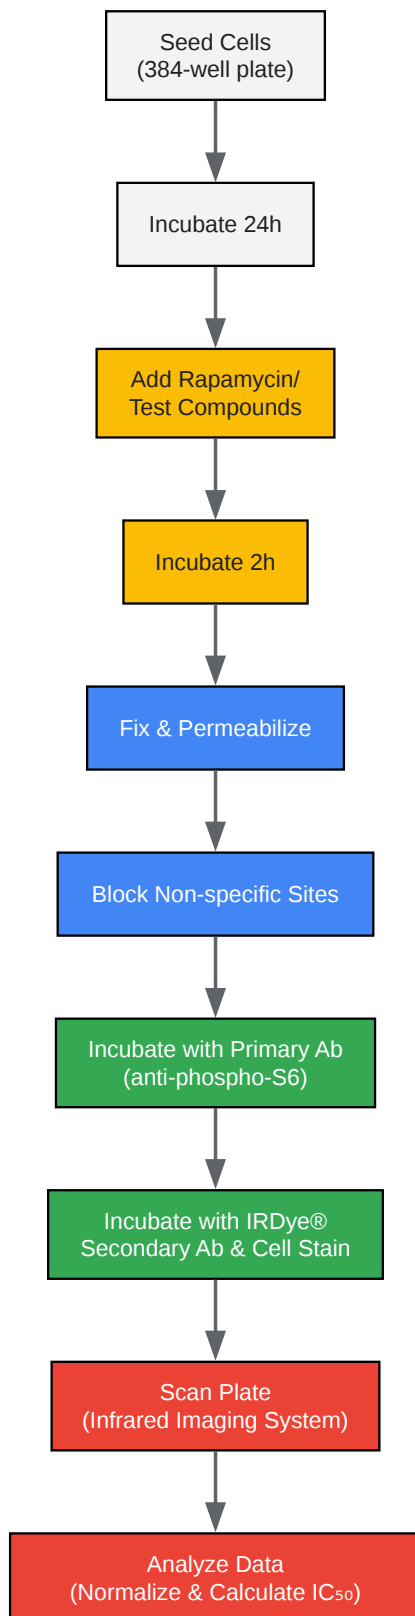 Seed Cells
(384-well plate)
Incubate 24h
Add Rapamycin/
Test Compounds
Incubate 2h
Fix & Permeabilize
Block Non-specific Sites
Incubate with Primary Ab
(anti-phospho-S6)
Incubate with IRDye®
Secondary Ab & Cell Stain
Scan Plate
(Infrared Imaging System)
Analyze Data
(Normalize & Calculate IC₅₀)